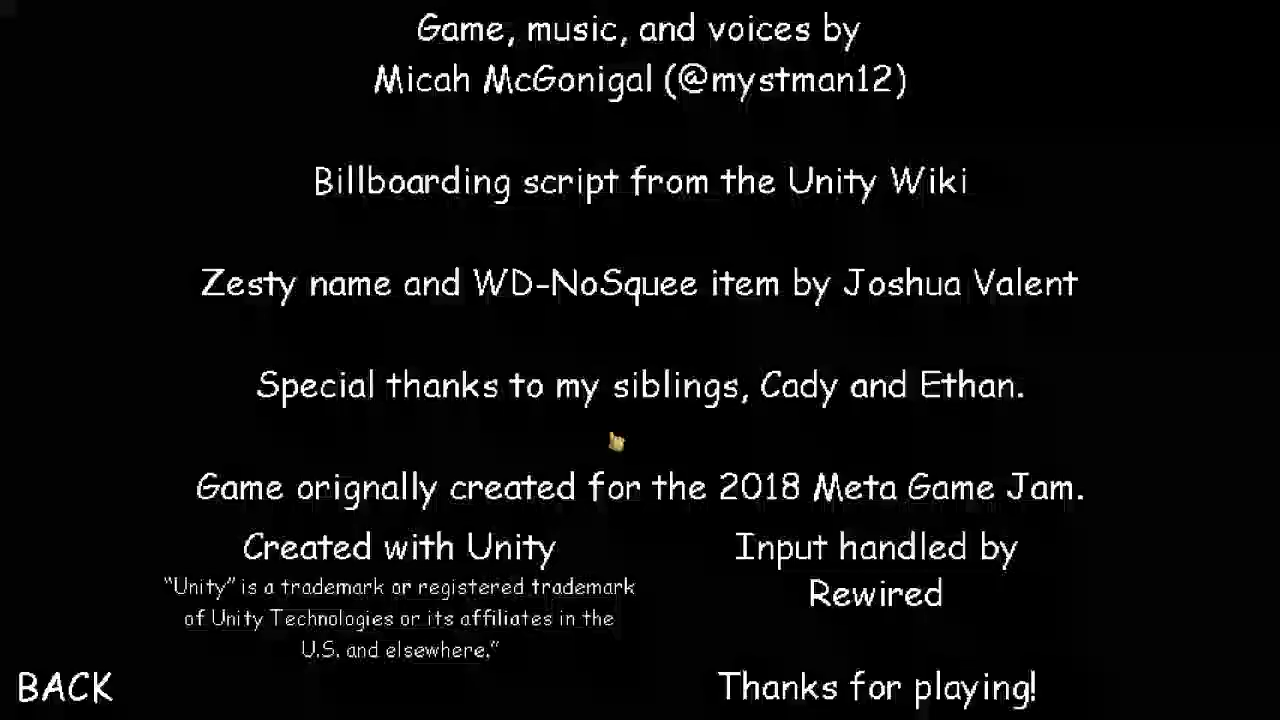 Game, music, and voices by
Micah McGonigal (@mystman12)
Billboarding script from the Unity Wiki
Zesty name and WD-NoSquee item by Joshua Valent
Special thanks to my siblings, Cady and Ethan.
Game orignally created for the 2018 Meta Game Jam.
Created with Unity
"Unity" is a trademark or registered trademark
of Unity Technologies or its affiliates in the
U.S. and elsewhere."
Input handled by
Rewired
BACK
Thanks for playing!